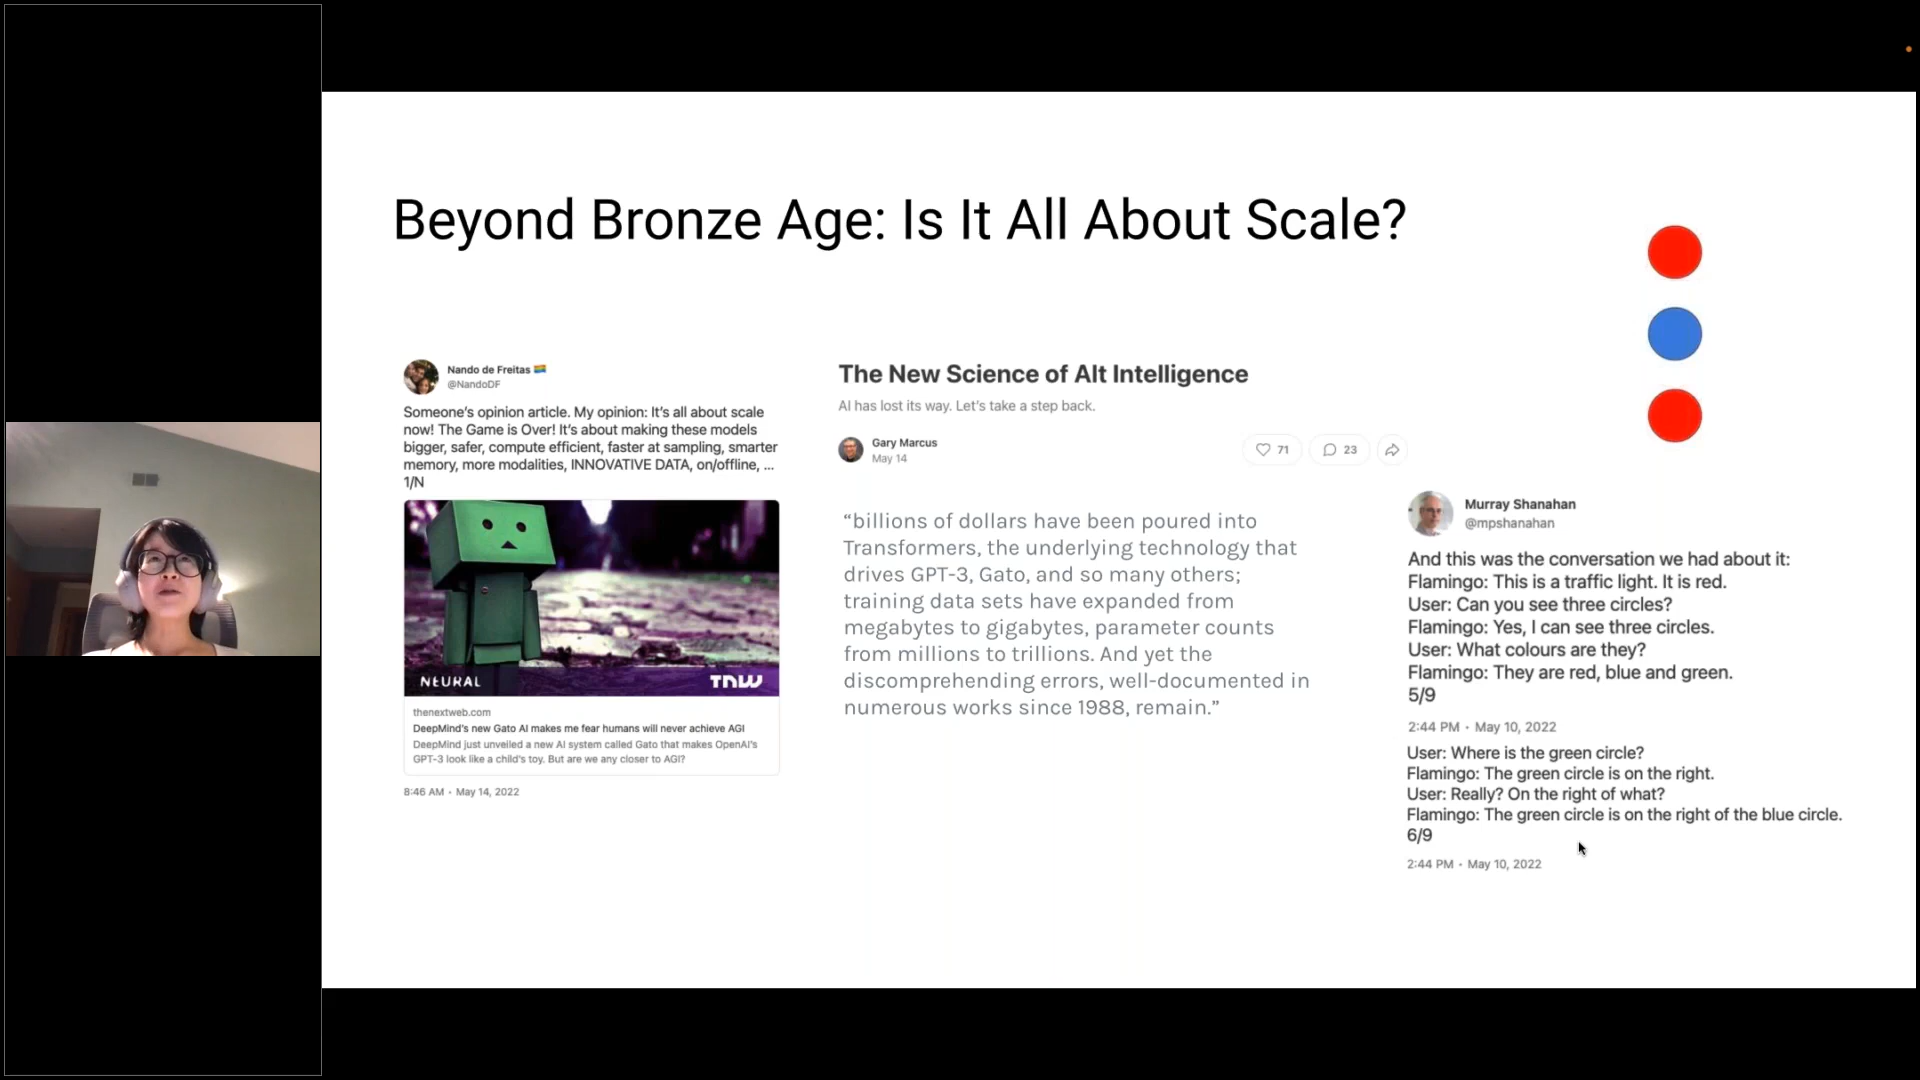 Beyond Bronze Age: Is It All About Scale?
Nando de Freitas 🏳️‍🌈
@NandoDF
Someone’s opinion article. My opinion: It’s all about scale
now! The Game is Over! It’s about making these models
bigger, safer, compute efficient, faster at sampling, smarter
memory, more modalities, INNOVATIVE DATA, on/offline, ...
1/N
NEURAL
TNW
thenextweb.com
DeepMind's new Gato AI makes me fear humans will never achieve AGI
DeepMind just unveiled a new AI system called Gato that makes OpenAI's
GPT-3 look like a child's toy. But are we any closer to AGI?
8:46 AM · May 14, 2022
The New Science of Alt Intelligence
AI has lost its way. Let’s take a step back.
Gary Marcus
May 14
71
23
“billions of dollars have been poured into
Transformers, the underlying technology that
drives GPT-3, Gato, and so many others;
training data sets have expanded from
megabytes to gigabytes, parameter counts
from millions to trillions. And yet the
discomprehending errors, well-documented in
numerous works since 1988, remain.”
Murray Shanahan
@mpshanahan
And this was the conversation we had about it:
Flamingo: This is a traffic light. It is red.
User: Can you see three circles?
Flamingo: Yes, I can see three circles.
User: What colours are they?
Flamingo: They are red, blue and green.
5/9
2:44 PM · May 10, 2022
User: Where is the green circle?
Flamingo: The green circle is on the right.
User: Really? On the right of what?
Flamingo: The green circle is on the right of the blue circle.
6/9
2:44 PM · May 10, 2022